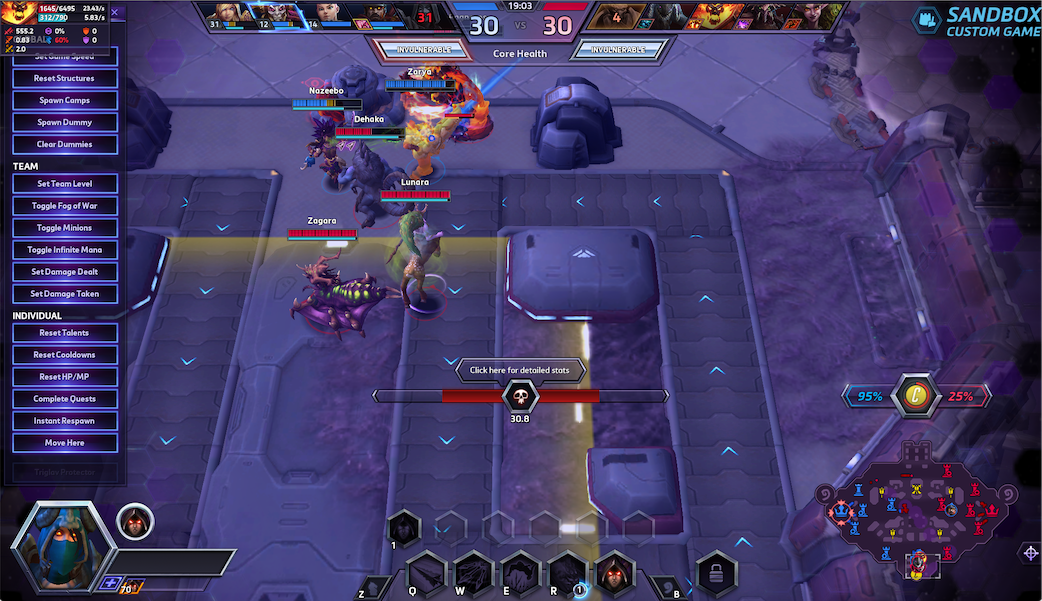 1645/6495 23.43/s
312/790 5.83/s
555.2 0% 0
0.83 60% 0
2.0
Set Game Speed
Reset Structures
Spawn Camps
Spawn Dummy
Clear Dummies
TEAM
Set Team Level
Toggle Fog of War
Toggle Minions
Toggle Infinite Mana
Set Damage Dealt
Set Damage Taken
INDIVIDUAL
Reset Talents
Reset Cooldowns
Reset HP/MP
Complete Quests
Instant Respawn
Move Here
Triglav Protector
31 12 14 31
19:03
30 VS 30
4
INVULNERABLE Core Health INVULNERABLE
SANDBOX
CUSTOM GAME
Zarya
Nazeebo
Dehaka
Lunara
Zagara
Click here for detailed stats
30.8
95% C 25%
1
70
Z Q W E R 1 B